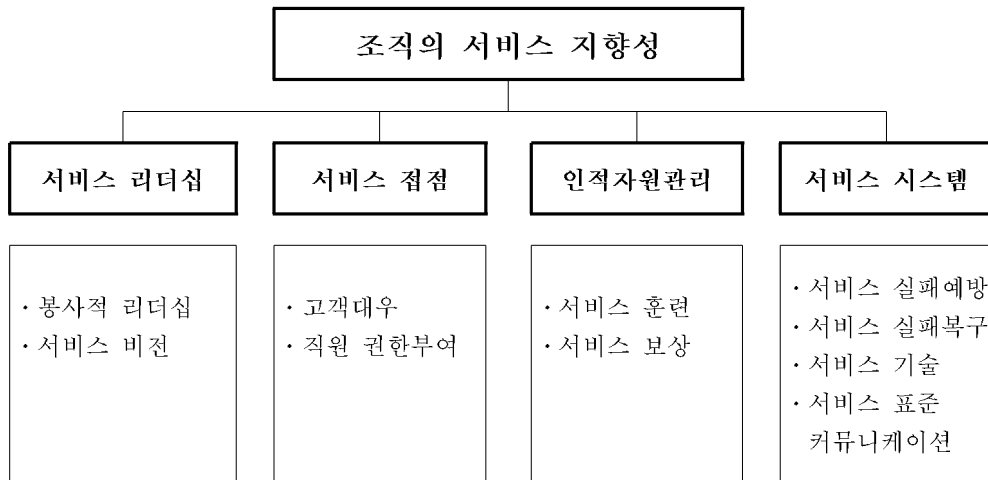 조직의 서비스 지향성
서비스 리더십
서비스 접점
인적자원관리
서비스 시스템
· 봉사적 리더십
· 서비스 비전
· 고객대우
· 직원 권한부여
· 서비스 훈련
· 서비스 보상
· 서비스 실패예방
· 서비스 실패복구
· 서비스 기술
· 서비스 표준
커뮤니케이션